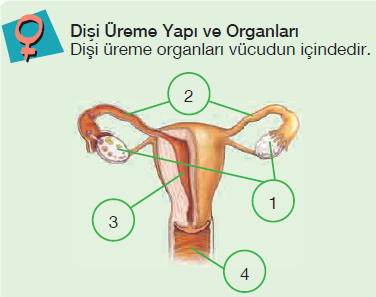 Dişi Üreme Yapı ve Organları
Dişi üreme organları vücudun içindedir.
2
1
3
4